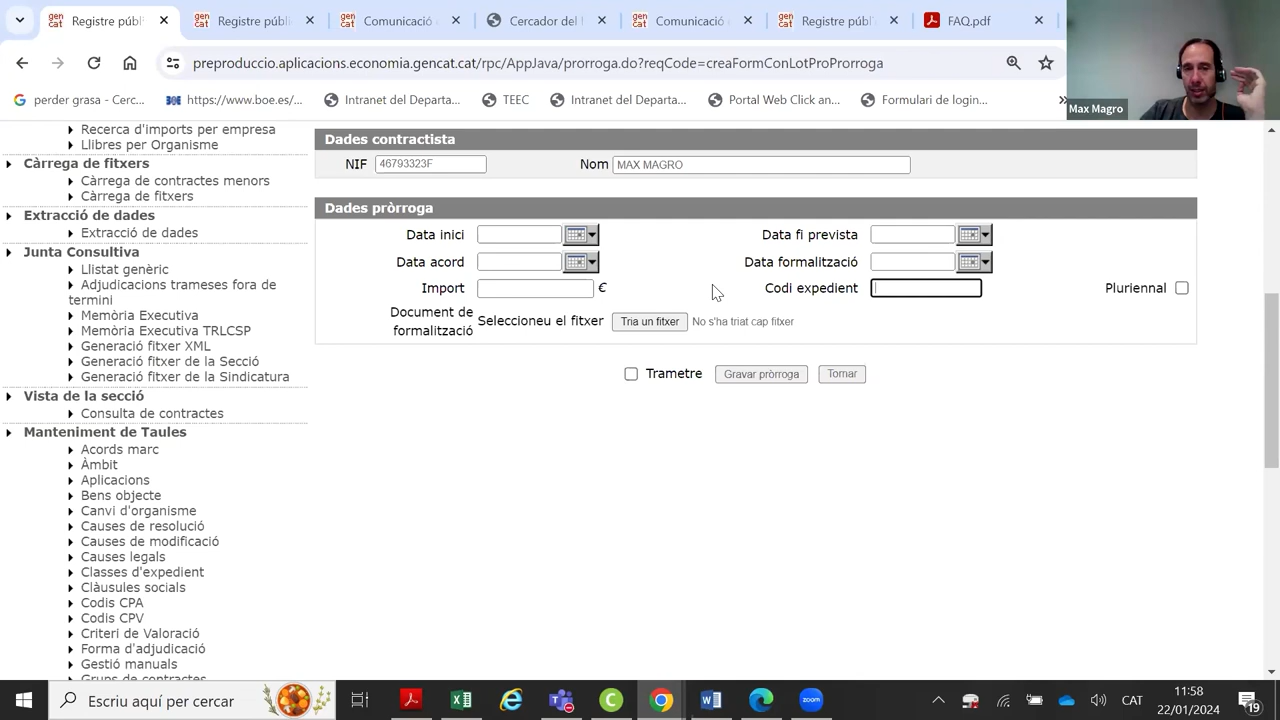 Registre públ
Registre públ
Comunicació
Cercador del
Comunicació
Registre públ
FAQ.pdf
preproduccio.aplicacions.economia.gencat.cat/rpc/AppJava/prorroga.do?reqCode=creaFormConLotProProrroga
perder grasa - Cerc...
https://www.boe.es/...
Intranet del Departa...
TEEC
Intranet del Departa...
Portal Web Click an...
Formulari de login...
Max Magro
Recerca d'imports per empresa
Llibres per Organisme
Càrrega de fitxers
Càrrega de contractes menors
Càrrega de fitxers
Extracció de dades
Extracció de dades
Junta Consultiva
Llistat genèric
Adjudicacions trameses fora de
termini
Memòria Executiva
Memòria Executiva TRLCSP
Generació fitxer XML
Generació fitxer de la Secció
Generació fitxer de la Sindicatura
Vista de la secció
Consulta de contractes
Manteniment de Taules
Acords marc
Àmbit
Aplicacions
Bens objecte
Canvi d'organisme
Causes de resolució
Causes de modificació
Causes legals
Classes d'expedient
Clàusules socials
Codis CPA
Codis CPV
Criteri de Valoració
Forma d'adjudicació
Gestió manuals
Grups de contractes
Dades contractista
NIF 46793323F Nom MAX MAGRO
Dades pròrroga
Data inici Data fi prevista
Data acord Data formalització
Import € Codi expedient Pluriennal
Document de
formalització Seleccioneu el fitxer Tria un fitxer No s'ha triat cap fitxer
Trametre Gravar pròrroga Tornar
Escriu aquí per cercar
CAT
11:58
22/01/2024
19
zoom